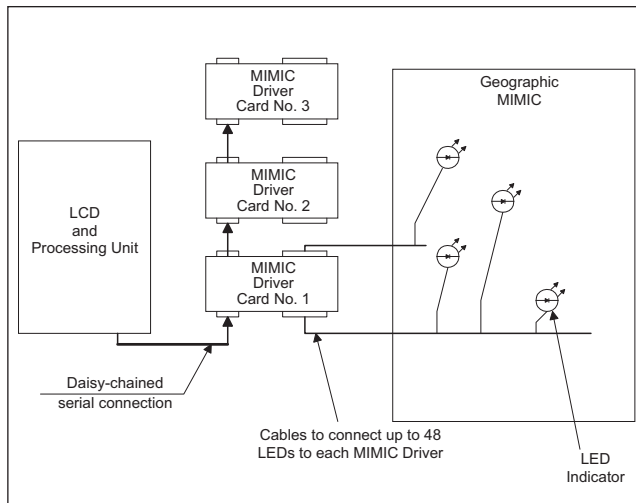 MIMIC
Driver
Card No. 3
Geographic
MIMIC
LCD
and
Processing Unit
MIMIC
Driver
Card No. 2
MIMIC
Driver
Card No. 1
Daisy-chained
serial connection
Cables to connect up to 48
LEDs to each MIMIC Driver
LED
Indicator